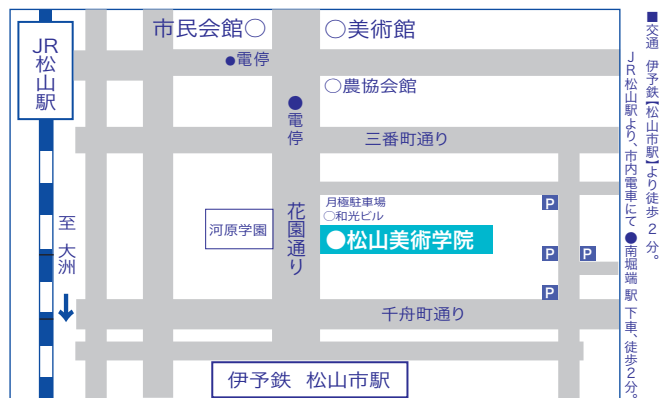 市民会館○
○美術館
JR松山駅
●電停
○農協会館
●電停
三番町通り
月極駐車場
○和光ビル
河原学園
花園通り
●松山美術学院
至 大洲
千舟町通り
伊予鉄 松山市駅
P
P
P
P
■交通 伊予鉄【松山市駅】より徒歩2分。
JR松山駅より、市内電車にて●南堀端駅下車、徒歩2分。